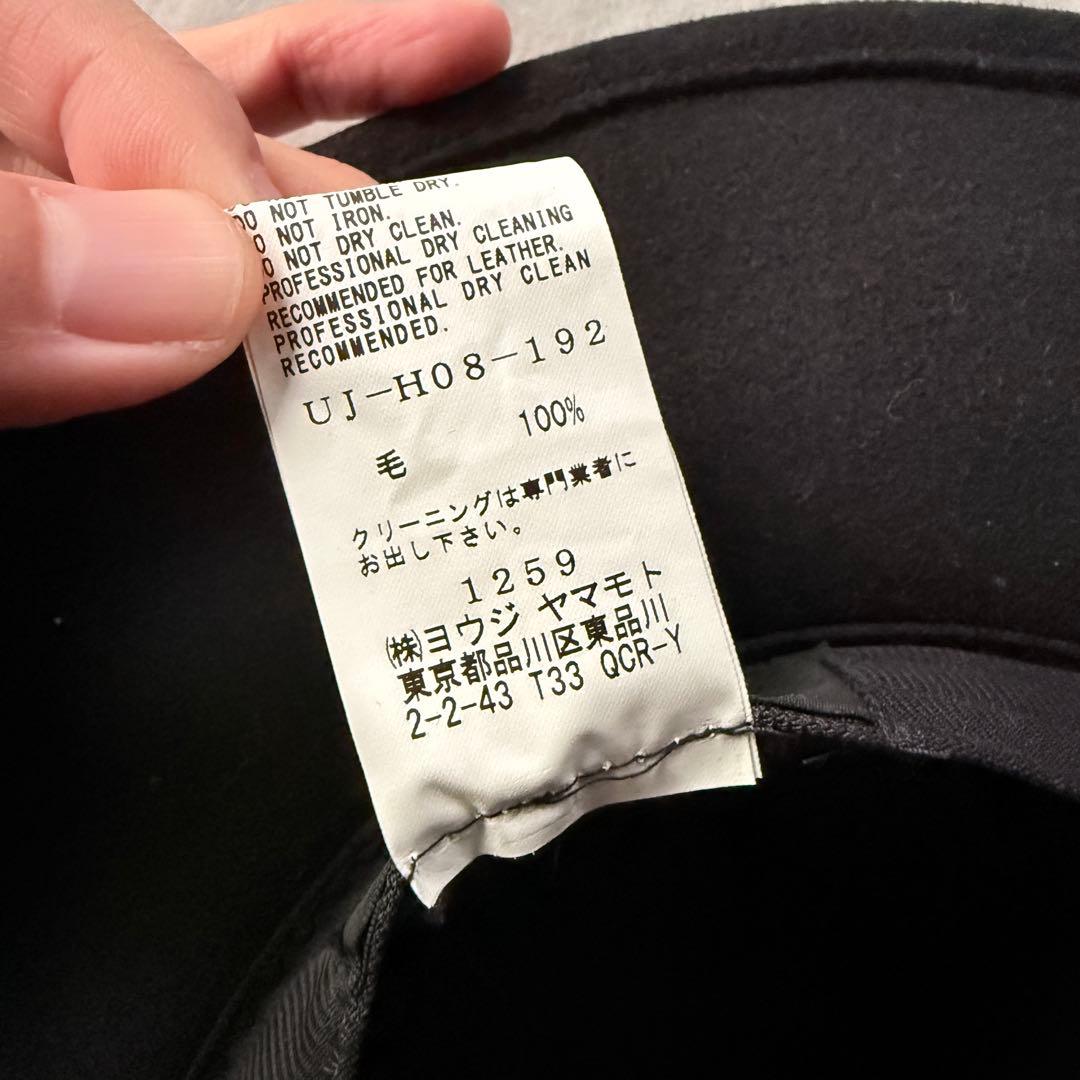 DO NOT TUMBLE DRY.
DO NOT IRON.
DO NOT DRY CLEAN.
PROFESSIONAL DRY CLEANING
RECOMMENDED FOR LEATHER.
PROFESSIONAL DRY CLEAN
RECOMMENDED.
UJ-H08-192
毛 100%
クリーニングは専門業者に
お出し下さい。
1259
(株)ヨウジ ヤマモト
東京都品川区東品川
2-2-43 T33 QCR-Y